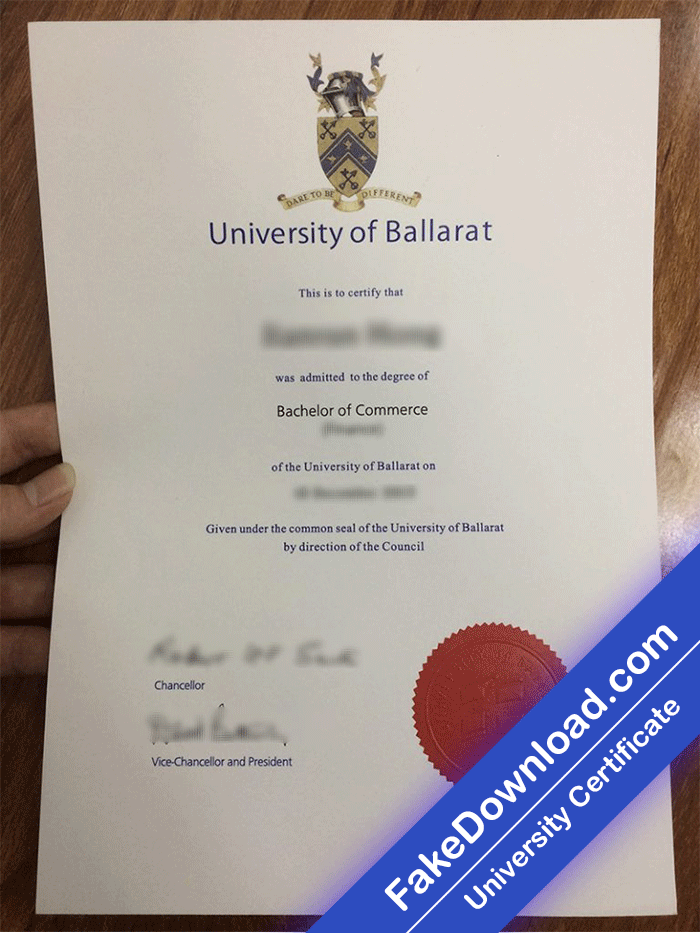 DARE TO BE DIFFERENT
University of Ballarat
This is to certify that
was admitted to the degree of
Bachelor of Commerce
of the University of Ballarat on
Given under the common seal of the University of Ballarat
by direction of the Council
Chancellor
Vice-Chancellor and President
FakeDownload.com
University Certificate